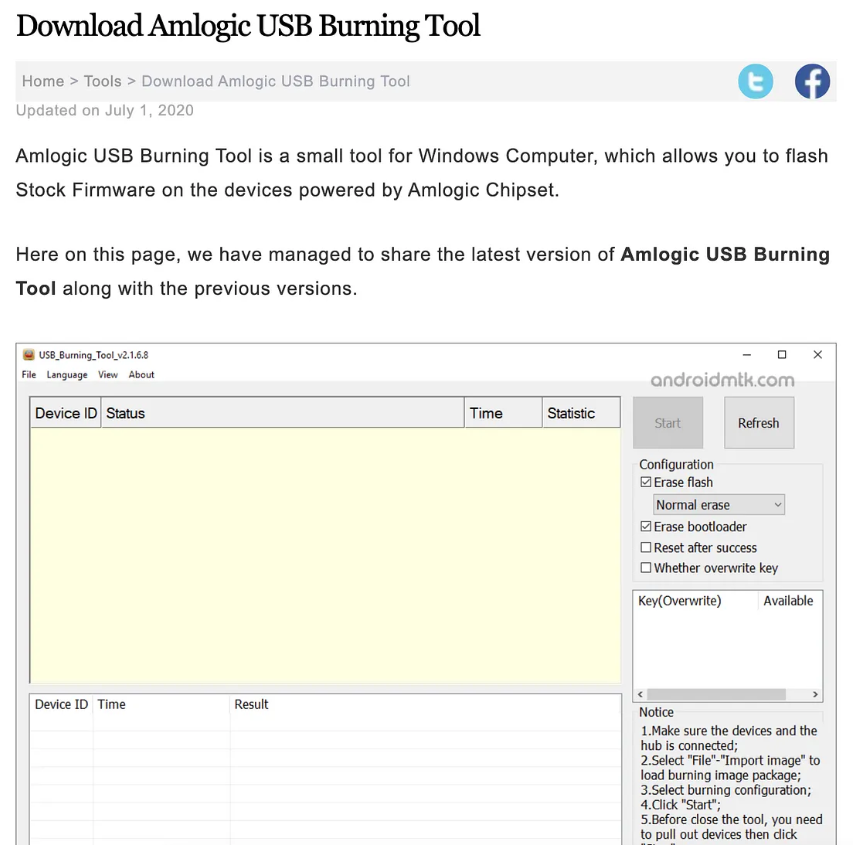 Download Amlogic USB Burning Tool
Home > Tools > Download Amlogic USB Burning Tool
Updated on July 1, 2020
Amlogic USB Burning Tool is a small tool for Windows Computer, which allows you to flash
Stock Firmware on the devices powered by Amlogic Chipset.
Here on this page, we have managed to share the latest version of Amlogic USB Burning
Tool along with the previous versions.
USB_Burning_Tool_v2.1.6.8
File Language View About
androidmtk.com
Device ID Status Time Statistic
Start Refresh
Configuration
Erase flash
Normal erase
Erase bootloader
Reset after success
Whether overwrite key
Key(Overwrite) Available
Device ID Time Result
Notice
1.Make sure the devices and the
hub is connected;
2.Select "File"-"Import image" to
load burning image package;
3.Select burning configuration;
4.Click "Start";
5.Before close the tool, you need
to pull out devices then click